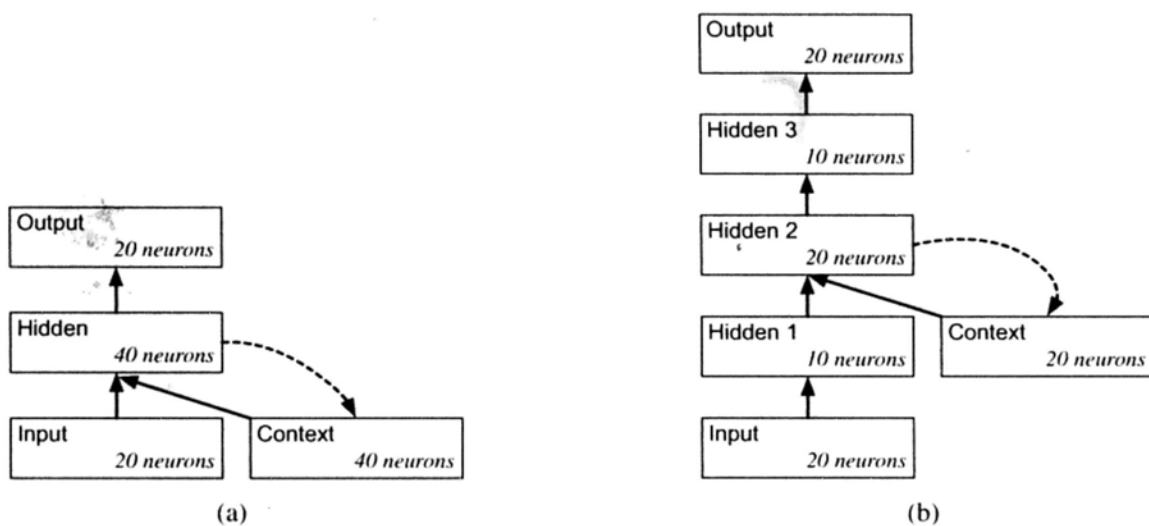 Output
20 neurons
Hidden
40 neurons
Input
20 neurons
Context
40 neurons
(a)
Output
20 neurons
Hidden 3
10 neurons
Hidden 2
20 neurons
Hidden 1
10 neurons
Context
20 neurons
Input
20 neurons
(b)